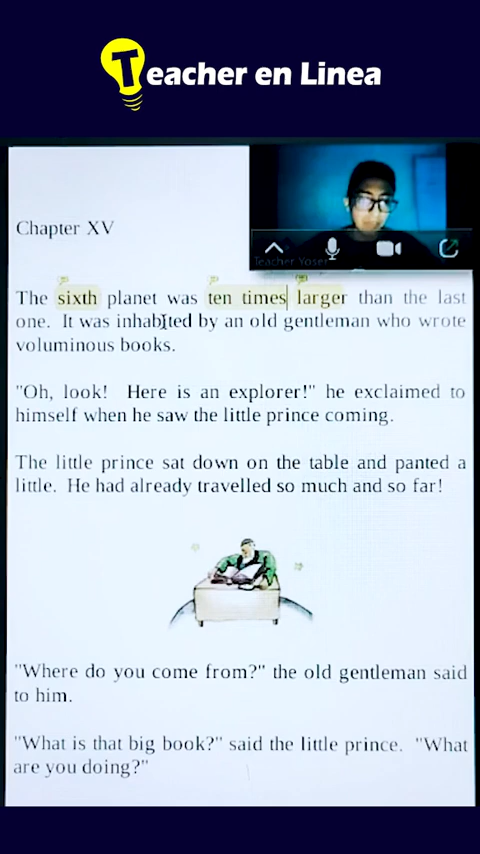 Teacher en Linea
Chapter XV
Teacher Yoser
The sixth planet was ten times larger than the last
one. It was inhabited by an old gentleman who wrote
voluminous books.
"Oh, look! Here is an explorer!" he exclaimed to
himself when he saw the little prince coming.
The little prince sat down on the table and panted a
little. He had already travelled so much and so far!
"Where do you come from?" the old gentleman said
to him.
"What is that big book?" said the little prince. "What
are you doing?"